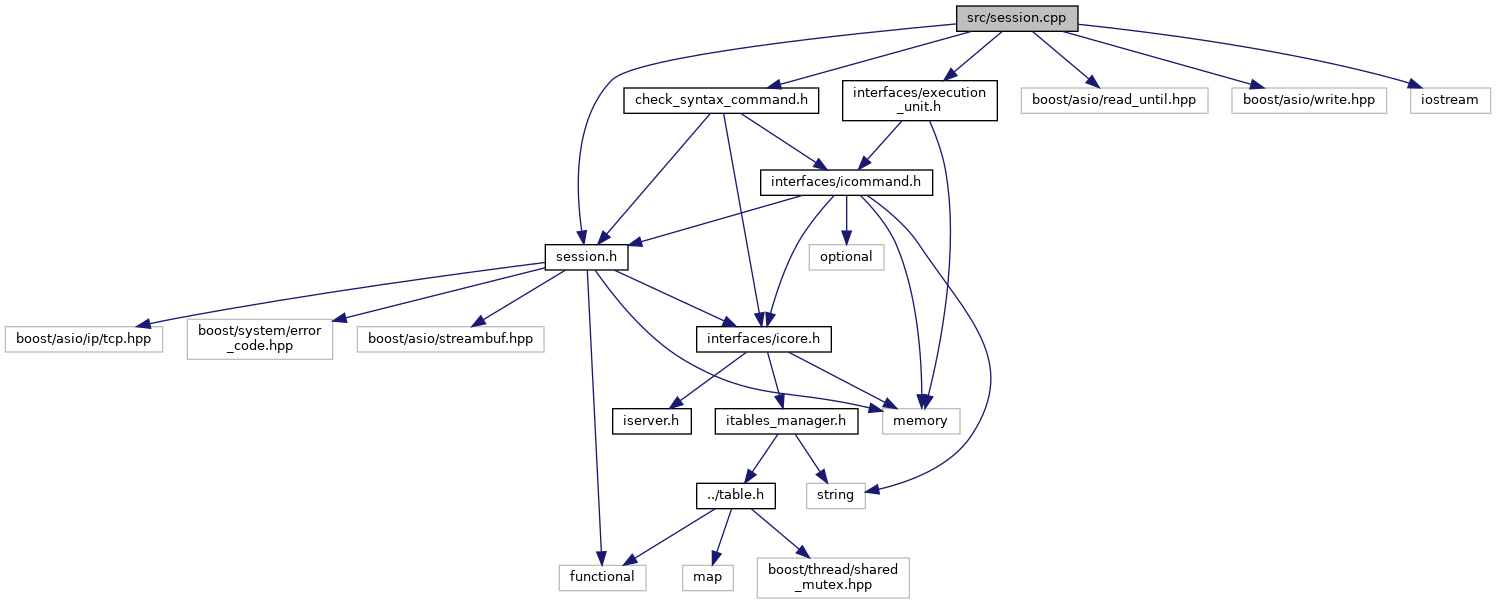 src/session.cpp
check_syntax_command.h
interfaces/execution
_unit.h
boost/asio/read_until.hpp
boost/asio/write.hpp
iostream
interfaces/icommand.h
session.h
optional
boost/asio/ip/tcp.hpp
boost/system/error
_code.hpp
boost/asio/streambuf.hpp
interfaces/icore.h
iserver.h
itables_manager.h
memory
../table.h
string
functional
map
boost/thread/shared
_mutex.hpp